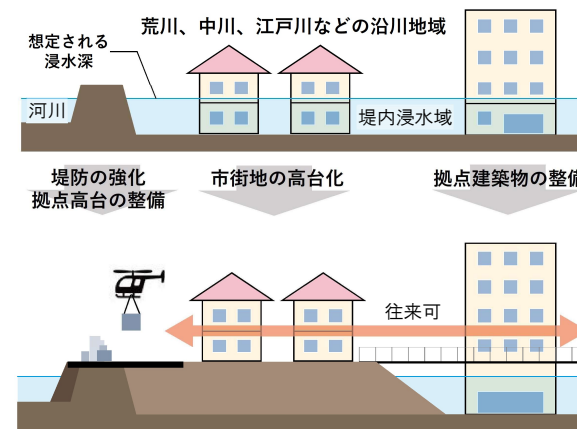 荒川、中川、江戸川などの沿川地域
想定される
浸水深
河川
堤内浸水域
堤防の強化
拠点高台の整備
市街地の高台化
拠点建築物の整備
往来可